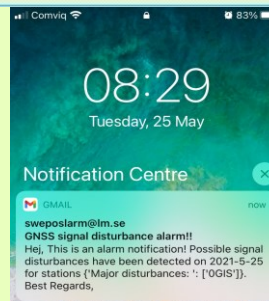 Comviq 83%
08:29
Tuesday, 25 May
Notification Centre
GMAIL now
sweposlarm@lm.se
GNSS signal disturbance alarm!!
Hej, This is an alarm notification! Possible signal
disturbances have been detected on 2021-5-25
for stations {'Major disturbances: ': ['0GIS']}.
Best Regards,